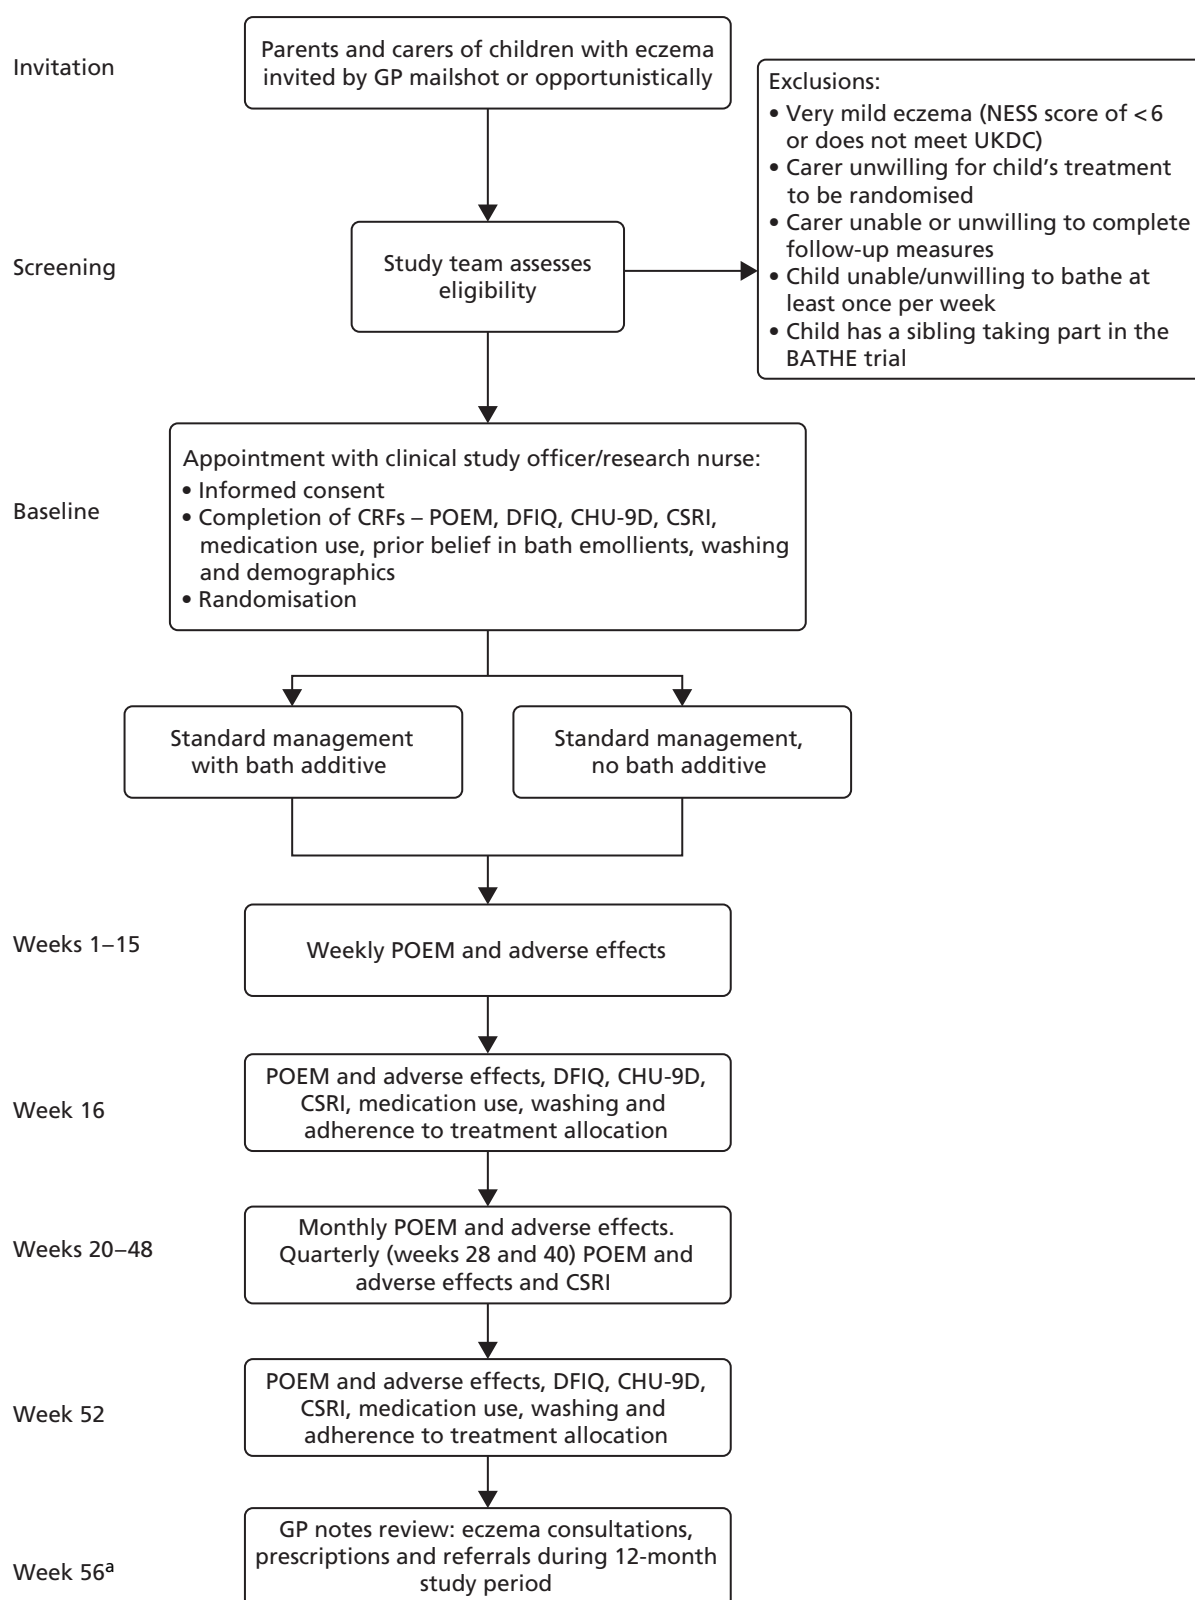 Invitation
Parents and carers of children with eczema
invited by GP mailshot or opportunistically
Exclusions:
• Very mild eczema (NESS score of <6
or does not meet UKDC)
• Carer unwilling for child's treatment
to be randomised
• Carer unable or unwilling to complete
follow-up measures
• Child unable/unwilling to bathe at
least once per week
• Child has a sibling taking part in the
BATHE trial
Screening
Study team assesses
eligibility
Baseline
Appointment with clinical study officer/research nurse:
• Informed consent
• Completion of CRFs – POEM, DFIQ, CHU-9D, CSRI,
medication use, prior belief in bath emollients, washing
and demographics
• Randomisation
Standard management
with bath additive
Standard management,
no bath additive
Weeks 1–15
Weekly POEM and adverse effects
Week 16
POEM and adverse effects, DFIQ, CHU-9D,
CSRI, medication use, washing and
adherence to treatment allocation
Weeks 20–48
Monthly POEM and adverse effects.
Quarterly (weeks 28 and 40) POEM and
adverse effects and CSRI
Week 52
POEM and adverse effects, DFIQ, CHU-9D,
CSRI, medication use, washing and
adherence to treatment allocation
Week 56a
GP notes review: eczema consultations,
prescriptions and referrals during 12-month
study period